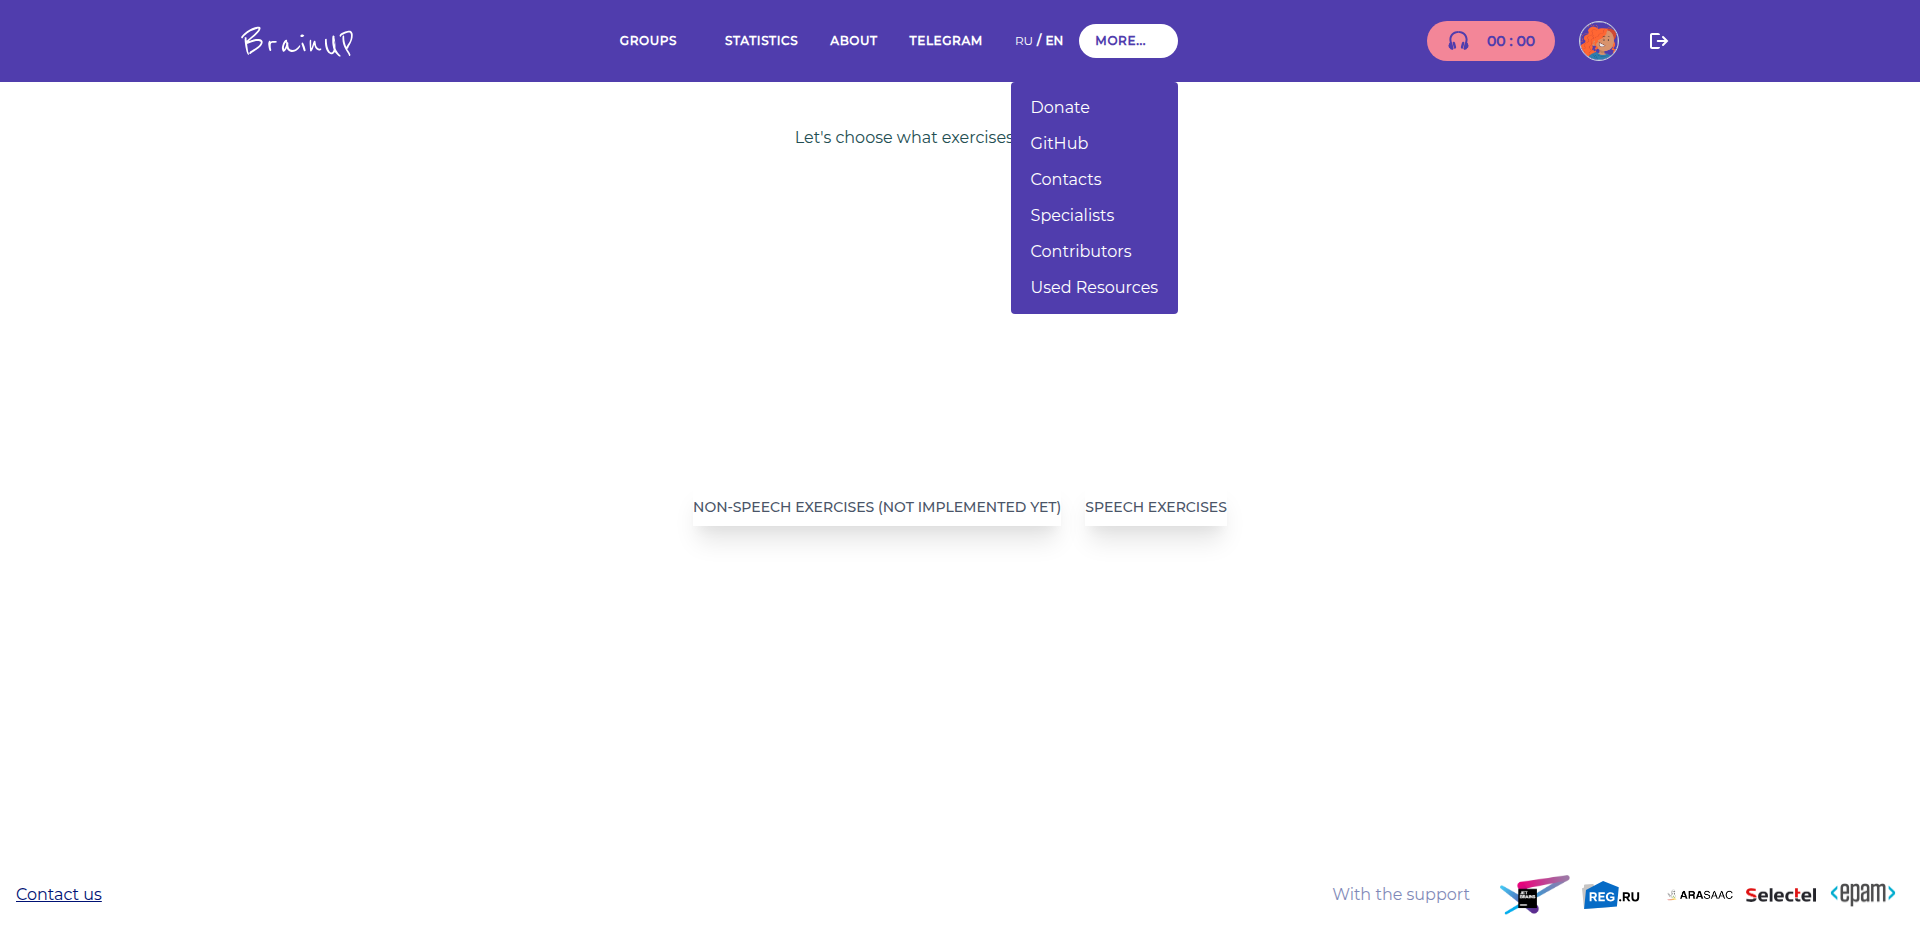 BrainUP
GROUPS STATISTICS ABOUT TELEGRAM RU / EN MORE... 00 : 00
Donate
Let's choose what exercises
GitHub
Contacts
Specialists
Contributors
Used Resources
NON-SPEECH EXERCISES (NOT IMPLEMENTED YET) SPEECH EXERCISES
Contact us
With the support
JET BRAINS
REG.RU
ARASAAC
Selectel
<epam>